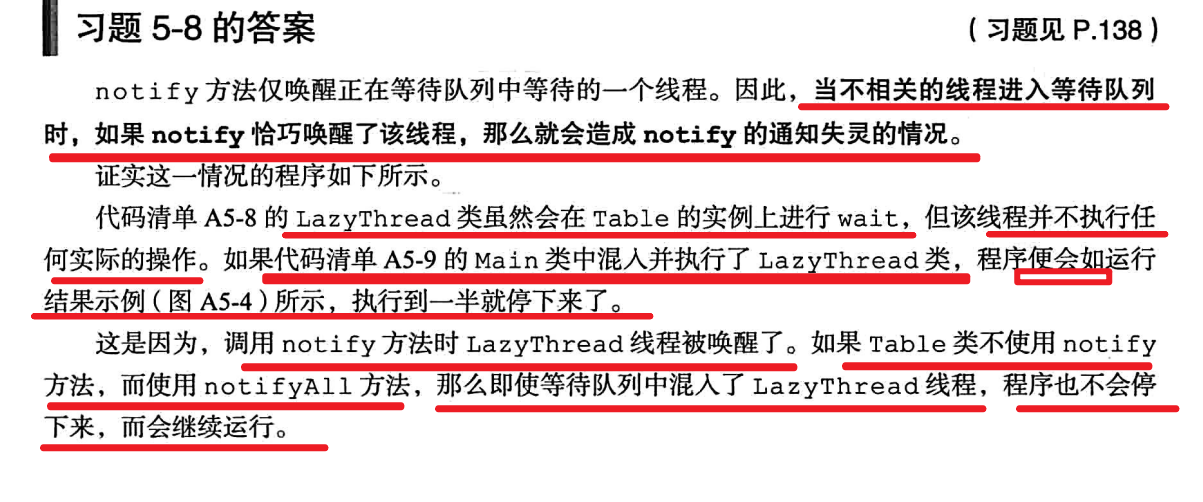 习题 5-8 的答案
（习题见 P.138）
notify 方法仅唤醒正在等待队列中等待的一个线程。因此，当不相关的线程进入等待队列
时，如果 notify 恰巧唤醒了该线程，那么就会造成 notify 的通知失灵的情况。
证实这一情况的程序如下所示。
代码清单 A5-8 的 LazyThread 类虽然会在 Table 的实例上进行 wait，但该线程并不执行任
何实际的操作。如果代码清单 A5-9 的 Main 类中混入并执行了 LazyThread 类，程序便会如运行
结果示例（图 A5-4）所示，执行到一半就停下来了。
这是因为，调用 notify 方法时 LazyThread 线程被唤醒了。如果 Table 类不使用 notify
方法，而使用 notifyAll 方法，那么即使等待队列中混入了 LazyThread 线程，程序也不会停
下来，而会继续运行。